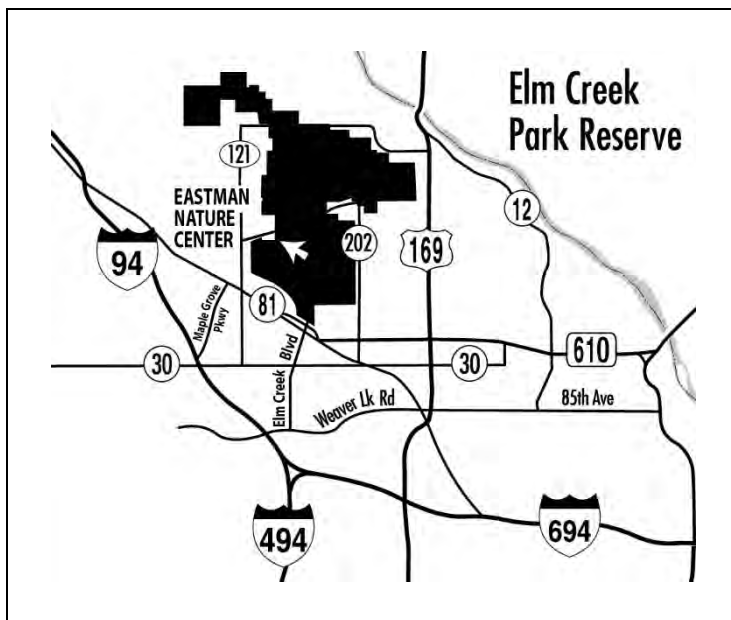 Elm Creek
Park Reserve
121
EASTMAN
NATURE
CENTER
12
94
202
169
81
Maple Grove
Pkwy
610
30
Elm Creek
Blvd
30
Weaver Lk Rd
85th Ave
494
694